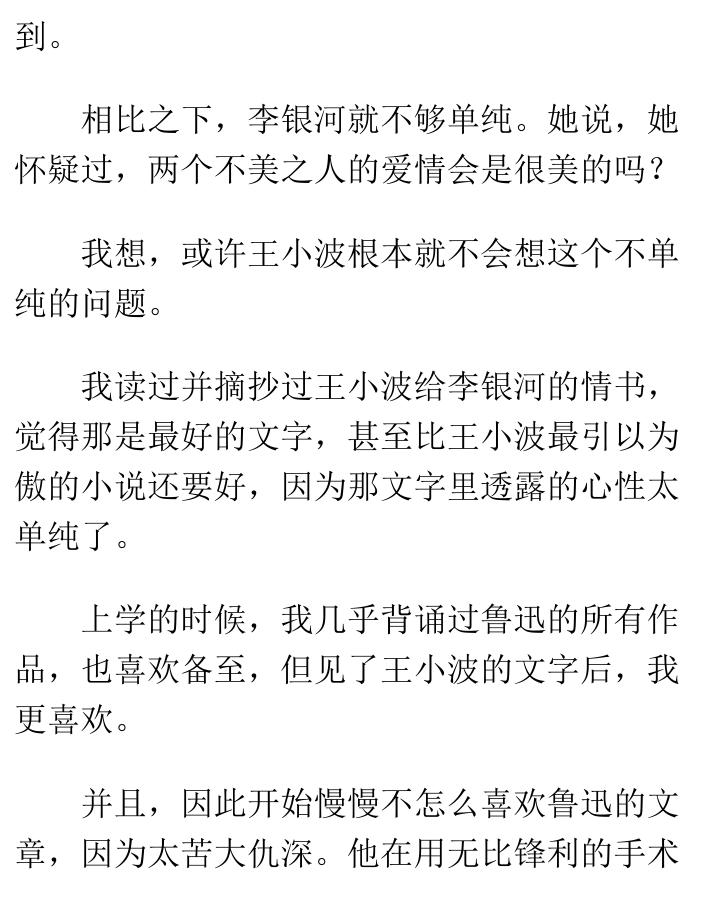 到。
相比之下，李银河就不够单纯。她说，她
怀疑过，两个不美之人的爱情会是很美的吗？
我想，或许王小波根本就不会想这个不单
纯的问题。
我读过并摘抄过王小波给李银河的情书，
觉得那是最好的文字，甚至比王小波最引以为
傲的小说还要好，因为那文字里透露的心性太
单纯了。
上学的时候，我几乎背诵过鲁迅的所有作
品，也喜欢备至，但见了王小波的文字后，我
更喜欢。
并且，因此开始慢慢不怎么喜欢鲁迅的文
章，因为太苦大仇深。他在用无比锋利的手术